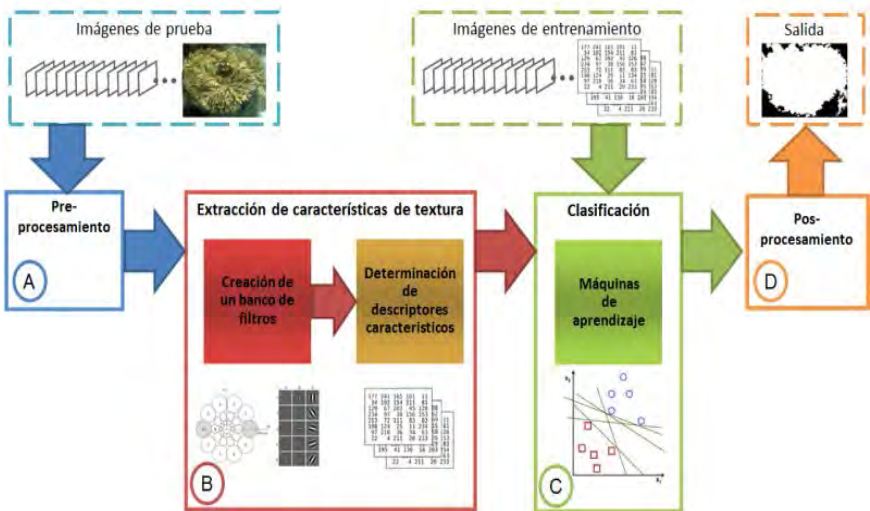 Imágenes de prueba
Imágenes de entrenamiento
Salida
Pre-
procesamiento
A
Extracción de características de textura
Creación de
un banco de
filtros
Determinación
de
descriptores
característicos
B
Clasificación
Máquinas
de
aprendizaje
C
Pos-
procesamiento
D